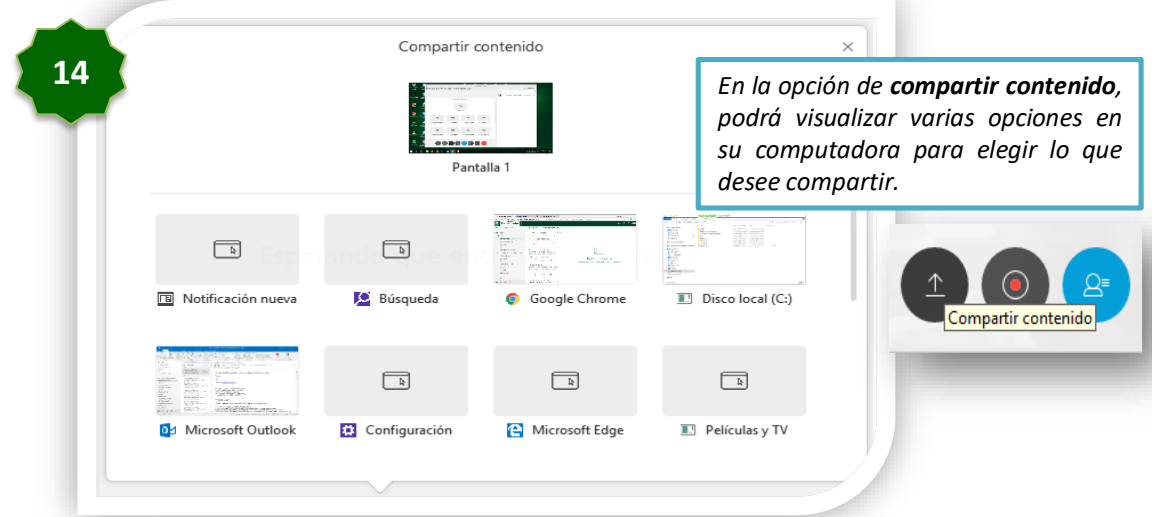 14
Compartir contenido
Pantalla 1
En la opción de compartir contenido,
podrá visualizar varias opciones en
su computadora para elegir lo que
desee compartir.
Notificación nueva
Búsqueda
Google Chrome
Disco local (C:)
Compartir contenido
Microsoft Outlook
Configuración
Microsoft Edge
Películas y TV